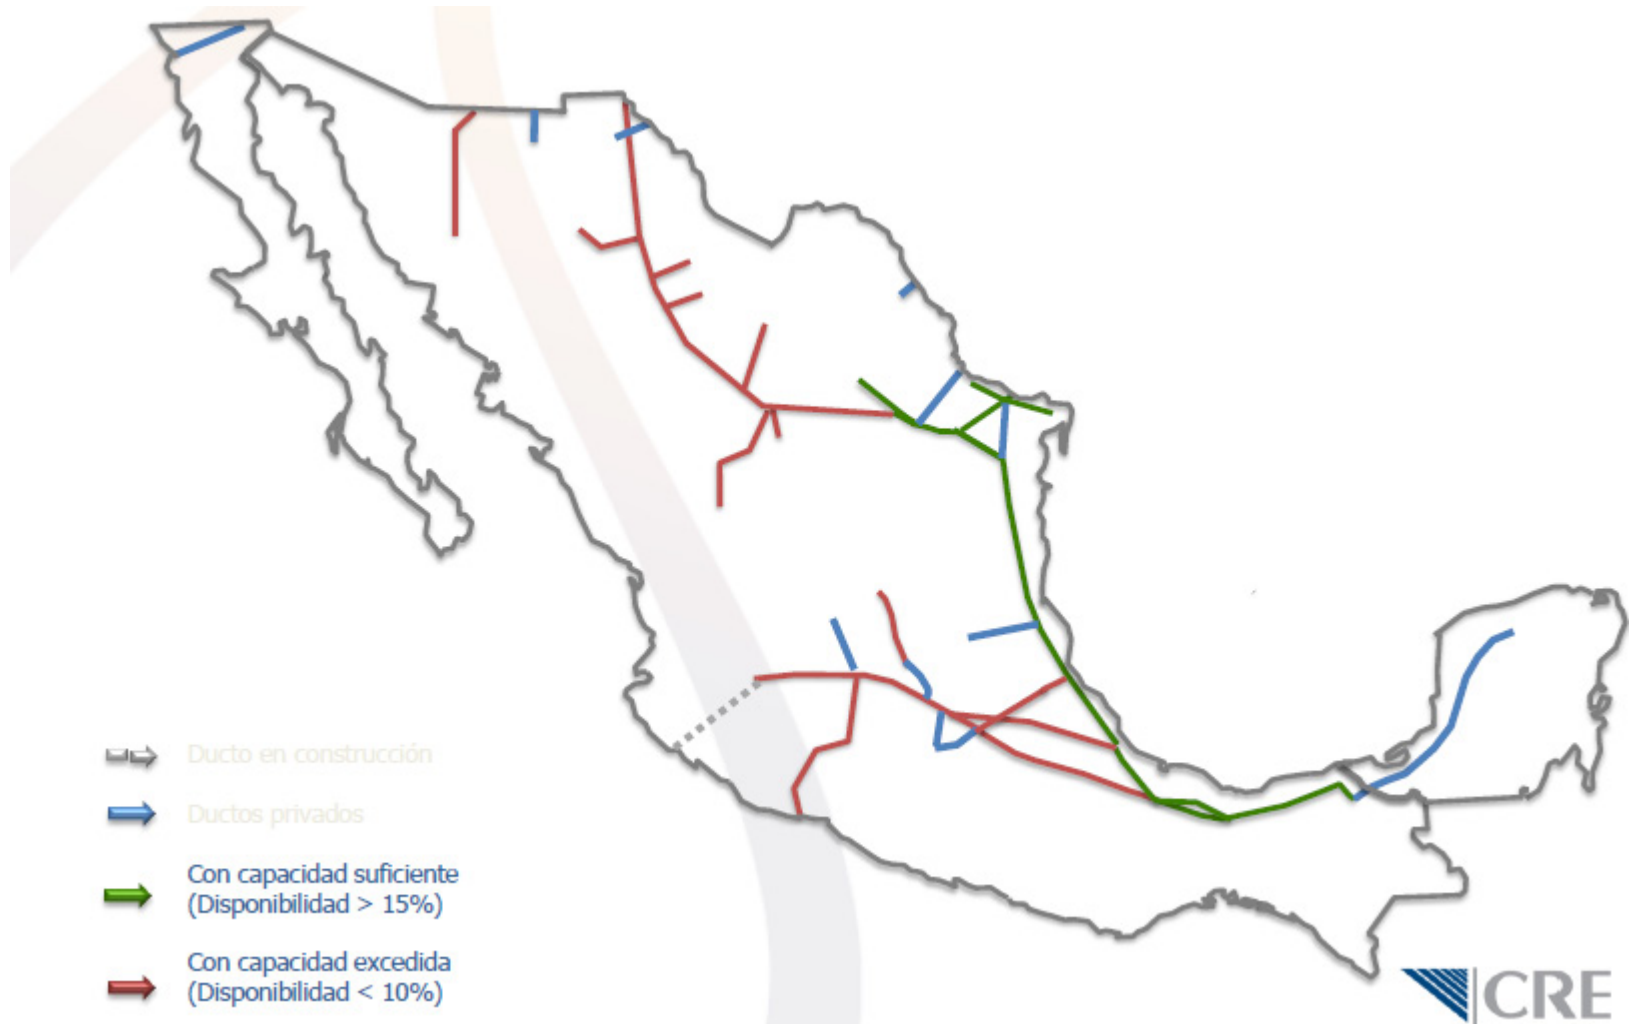 Ducto en construcción
Ductos privados
Con capacidad suficiente
(Disponibilidad > 15%)
Con capacidad excedida
(Disponibilidad < 10%)
CRE